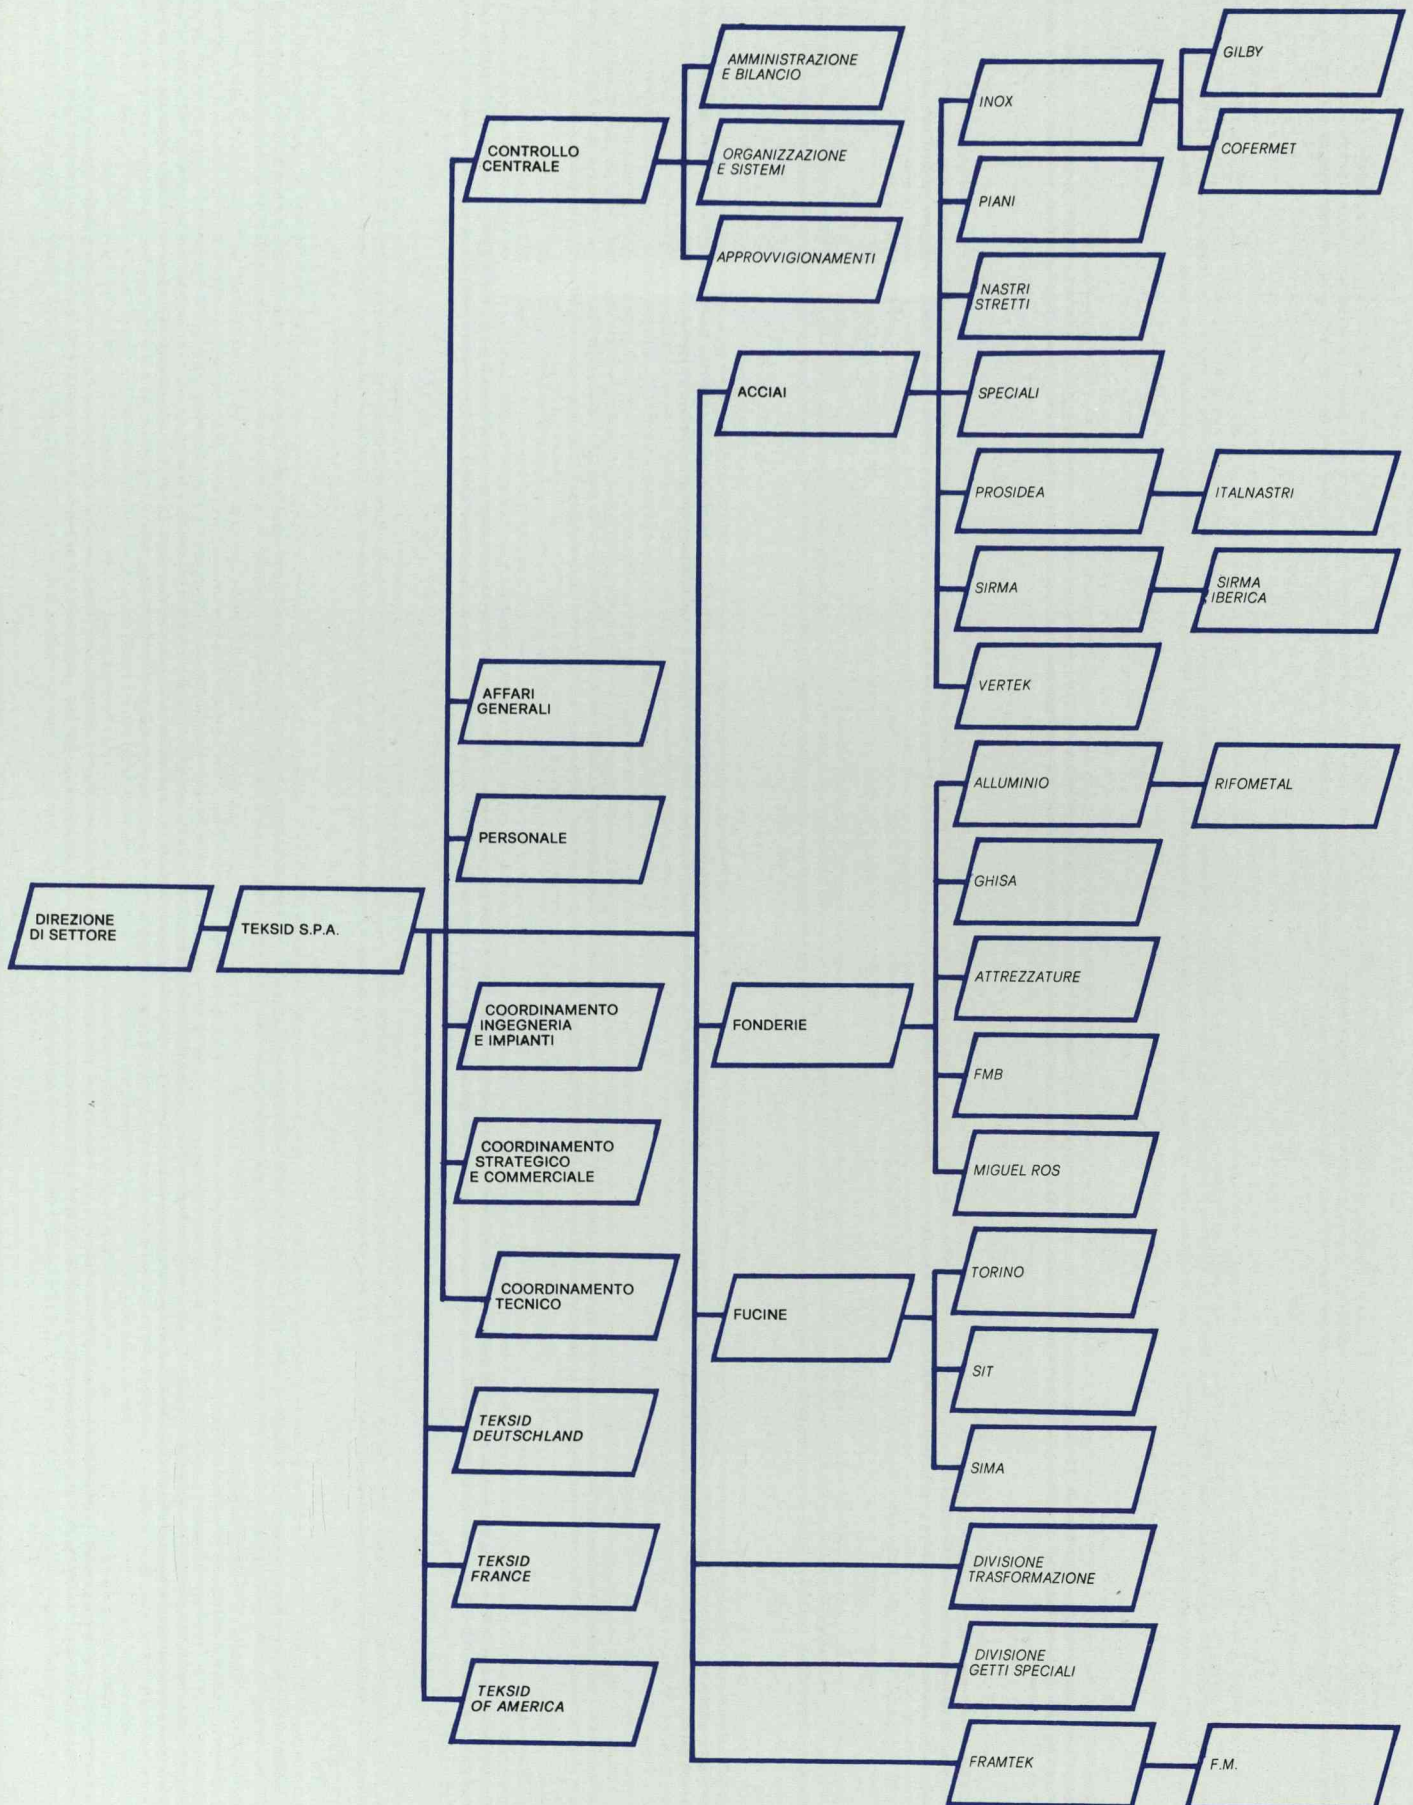 DIREZIONE
DI SETTORE
TEKSID S.P.A.
CONTROLLO
CENTRALE
AMMINISTRAZIONE
E BILANCIO
ORGANIZZAZIONE
E SISTEMI
APPROVVIGIONAMENTI
AFFARI
GENERALI
PERSONALE
COORDINAMENTO
INGEGNERIA
E IMPIANTI
COORDINAMENTO
STRATEGICO
E COMMERCIALE
COORDINAMENTO
TECNICO
TEKSID
DEUTSCHLAND
TEKSID
FRANCE
TEKSID
OF AMERICA
ACCIAI
INOX
GILBY
COFERMET
PIANI
NASTRI
STRETTI
SPECIALI
PROSIDEA
ITALNASTRI
SIRMA
SIRMA
IBERICA
VERTEK
FONDERIE
ALLUMINIO
RIFOMETAL
GHISA
ATTREZZATURE
FMB
MIGUEL ROS
FUCINE
TORINO
SIT
SIMA
DIVISIONE
TRASFORMAZIONE
DIVISIONE
GETTI SPECIALI
FRAMTEK
F.M.